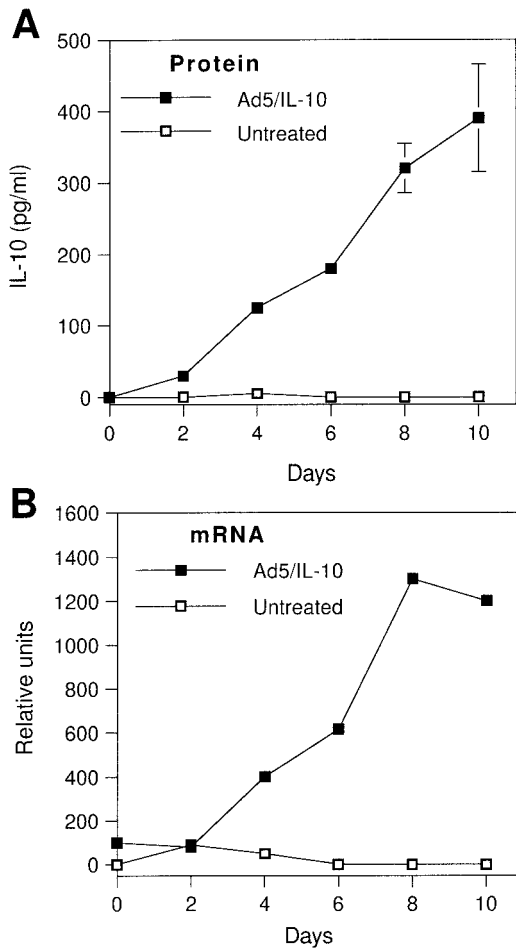 A
Protein
Ad5/IL-10
Untreated
IL-10 (pg/ml)
500
400
300
200
100
0
0 2 4 6 8 10
Days
B
mRNA
Ad5/IL-10
Untreated
Relative units
1600
1400
1200
1000
800
600
400
200
0
0 2 4 6 8 10
Days